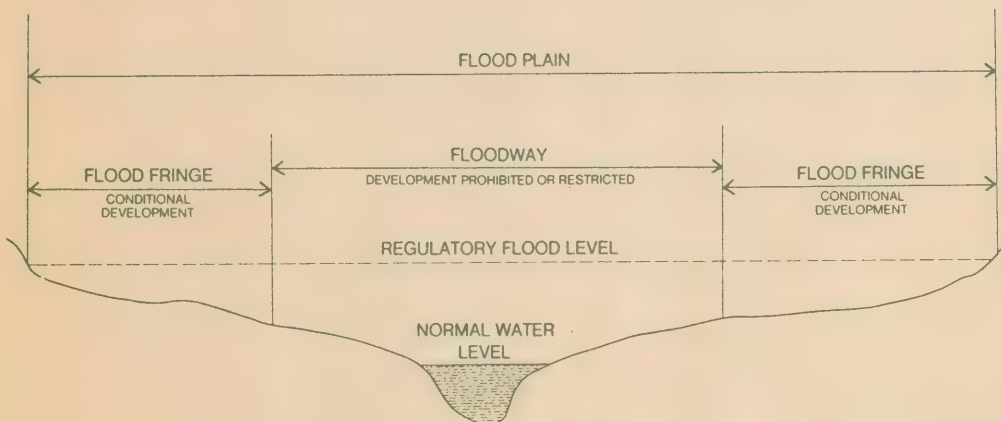 FLOOD PLAIN
FLOODWAY
DEVELOPMENT PROHIBITED OR RESTRICTED
FLOOD FRINGE
CONDITIONAL
DEVELOPMENT
FLOOD FRINGE
CONDITIONAL
DEVELOPMENT
REGULATORY FLOOD LEVEL
NORMAL WATER
LEVEL